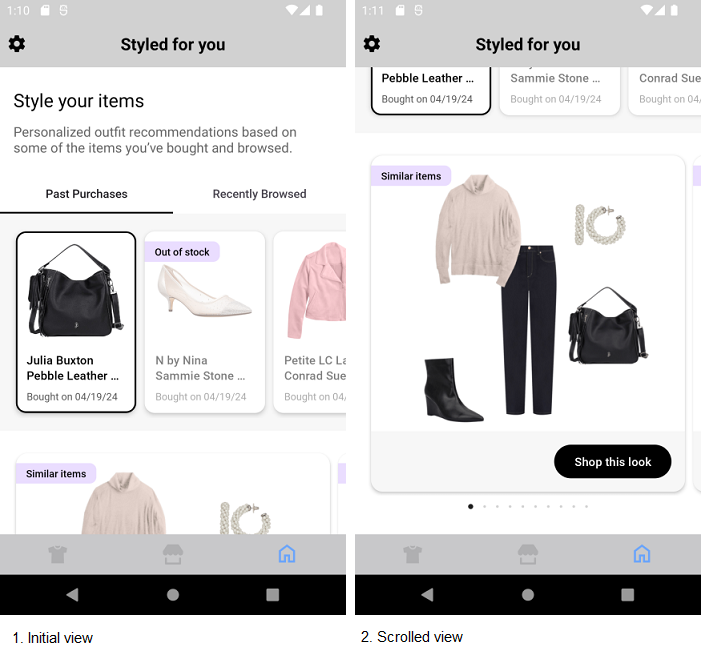 1:10
Styled for you
Style your items
Personalized outfit recommendations based on
some of the items you've bought and browsed.
Past Purchases
Recently Browsed
Out of stock
Julia Buxton
Pebble Leather ...
Bought on 04/19/24
N by Nina
Sammie Stone ...
Bought on 04/19/24
Petite LC La
Conrad Sue
Bought on 04
Similar items
1. Initial view
1:11
Styled for you
Pebble Leather ...
Bought on 04/19/24
Sammie Stone ...
Bought on 04/19/24
Conrad Sue
Bought on 04/
Similar items
Shop this look
2. Scrolled view